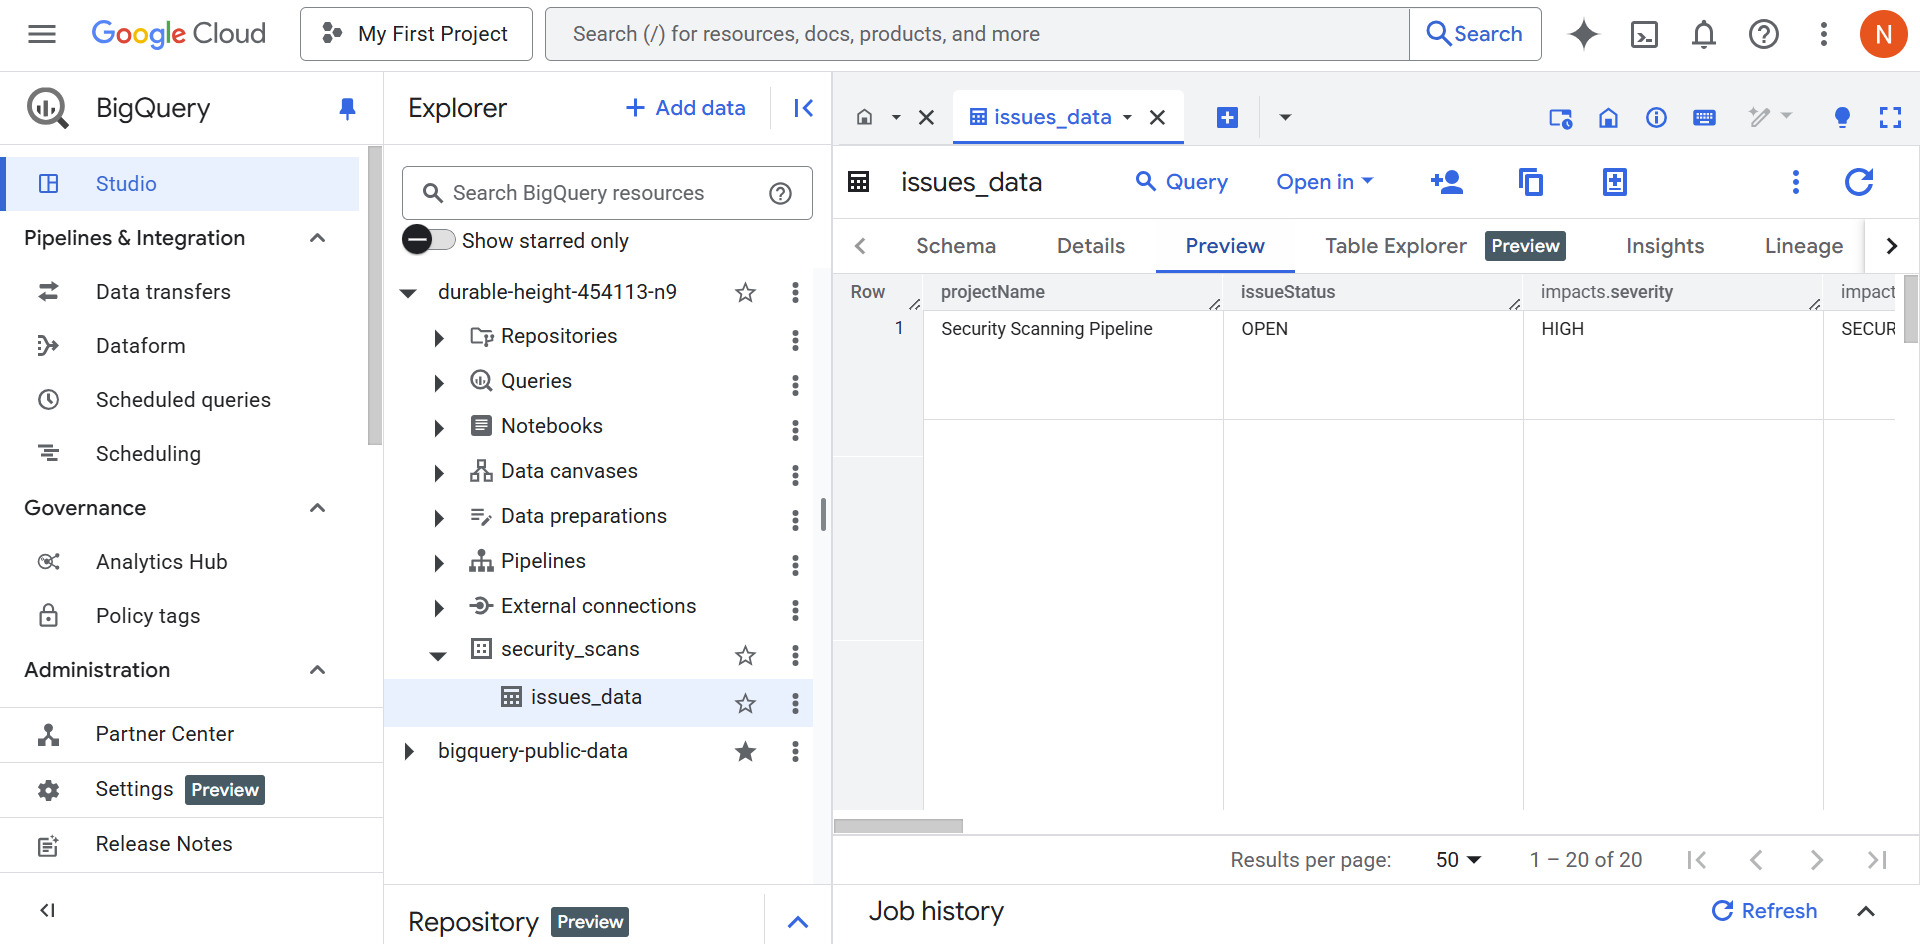 Google Cloud
My First Project
Search (/) for resources, docs, products, and more
Search
N
BigQuery
Studio
Pipelines & Integration
Data transfers
Dataform
Scheduled queries
Scheduling
Governance
Analytics Hub
Policy tags
Administration
Partner Center
Settings Preview
Release Notes
Explorer
Add data
Search BigQuery resources
Show starred only
durable-height-454113-n9
Repositories
Queries
Notebooks
Data canvases
Data preparations
Pipelines
External connections
security_scans
issues_data
bigquery-public-data
Repository Preview
issues_data
issues_data
Query
Open in
Schema
Details
Preview
Table Explorer Preview
Insights
Lineage
Row projectName issueStatus impacts.severity impact
1 Security Scanning Pipeline OPEN HIGH SECUR
Results per page: 50 1 – 20 of 20
Job history
Refresh